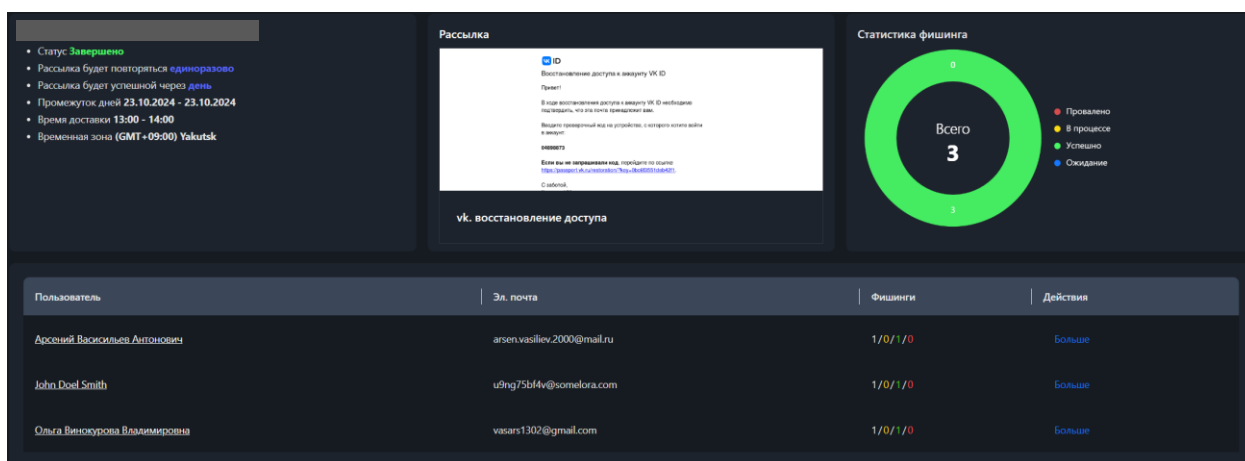 Статус Завершено
Рассылка будет повторяться единоразово
Рассылка будет успешной через день
Промежуток дней 23.10.2024 - 23.10.2024
Время доставки 13:00 - 14:00
Временная зона (GMT+09:00) Yakutsk
Рассылка
VK ID
Восстановление доступа к аккаунту VK ID
Привет!
В ходе восстановления доступа к аккаунту VK ID необходимо
подтвердить, что эта почта принадлежит вам.
Введите проверочный код на устройстве, с которого хотите войти
в аккаунт:
Если вы не запрашивали код, перейдите по ссылке
С заботой,
vk. восстановление доступа
Статистика фишинга
0
Всего
3
3
Провалено
В процессе
Успешно
Ожидание
Пользователь Эл. почта Фишинги Действия
Арсений Васисильев Антонович arsen.vasiliev.2000@mail.ru 1/0/1/0 Больше
John Doel Smith u9ng75bf4v@somelora.com 1/0/1/0 Больше
Ольга Винокурова Владимировна vasars1302@gmail.com 1/0/1/0 Больше